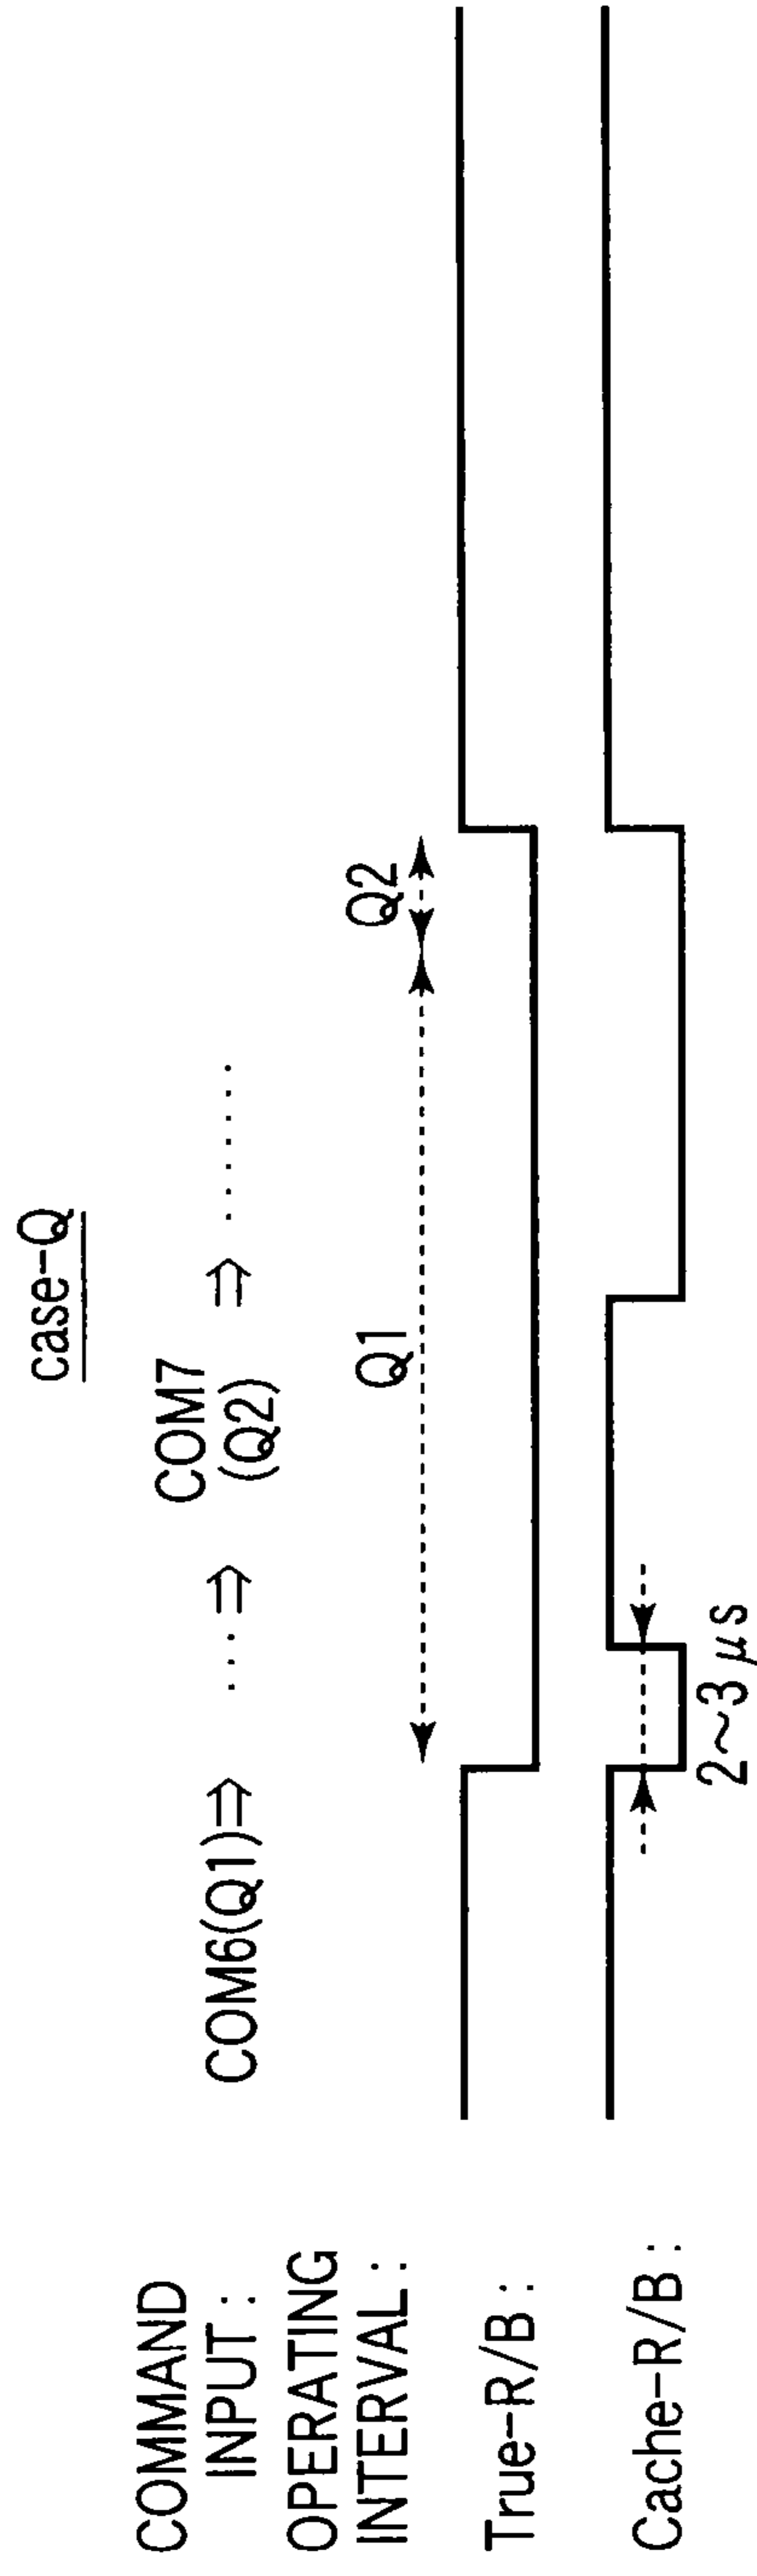 case-Q
COMMAND
INPUT :
COM6(Q1)⇒ ··· ⇒ COM7
(Q2) ⇒ ·······
OPERATING
INTERVAL :
Q1
Q2
True-R/B :
Cache-R/B :
2~3 μs